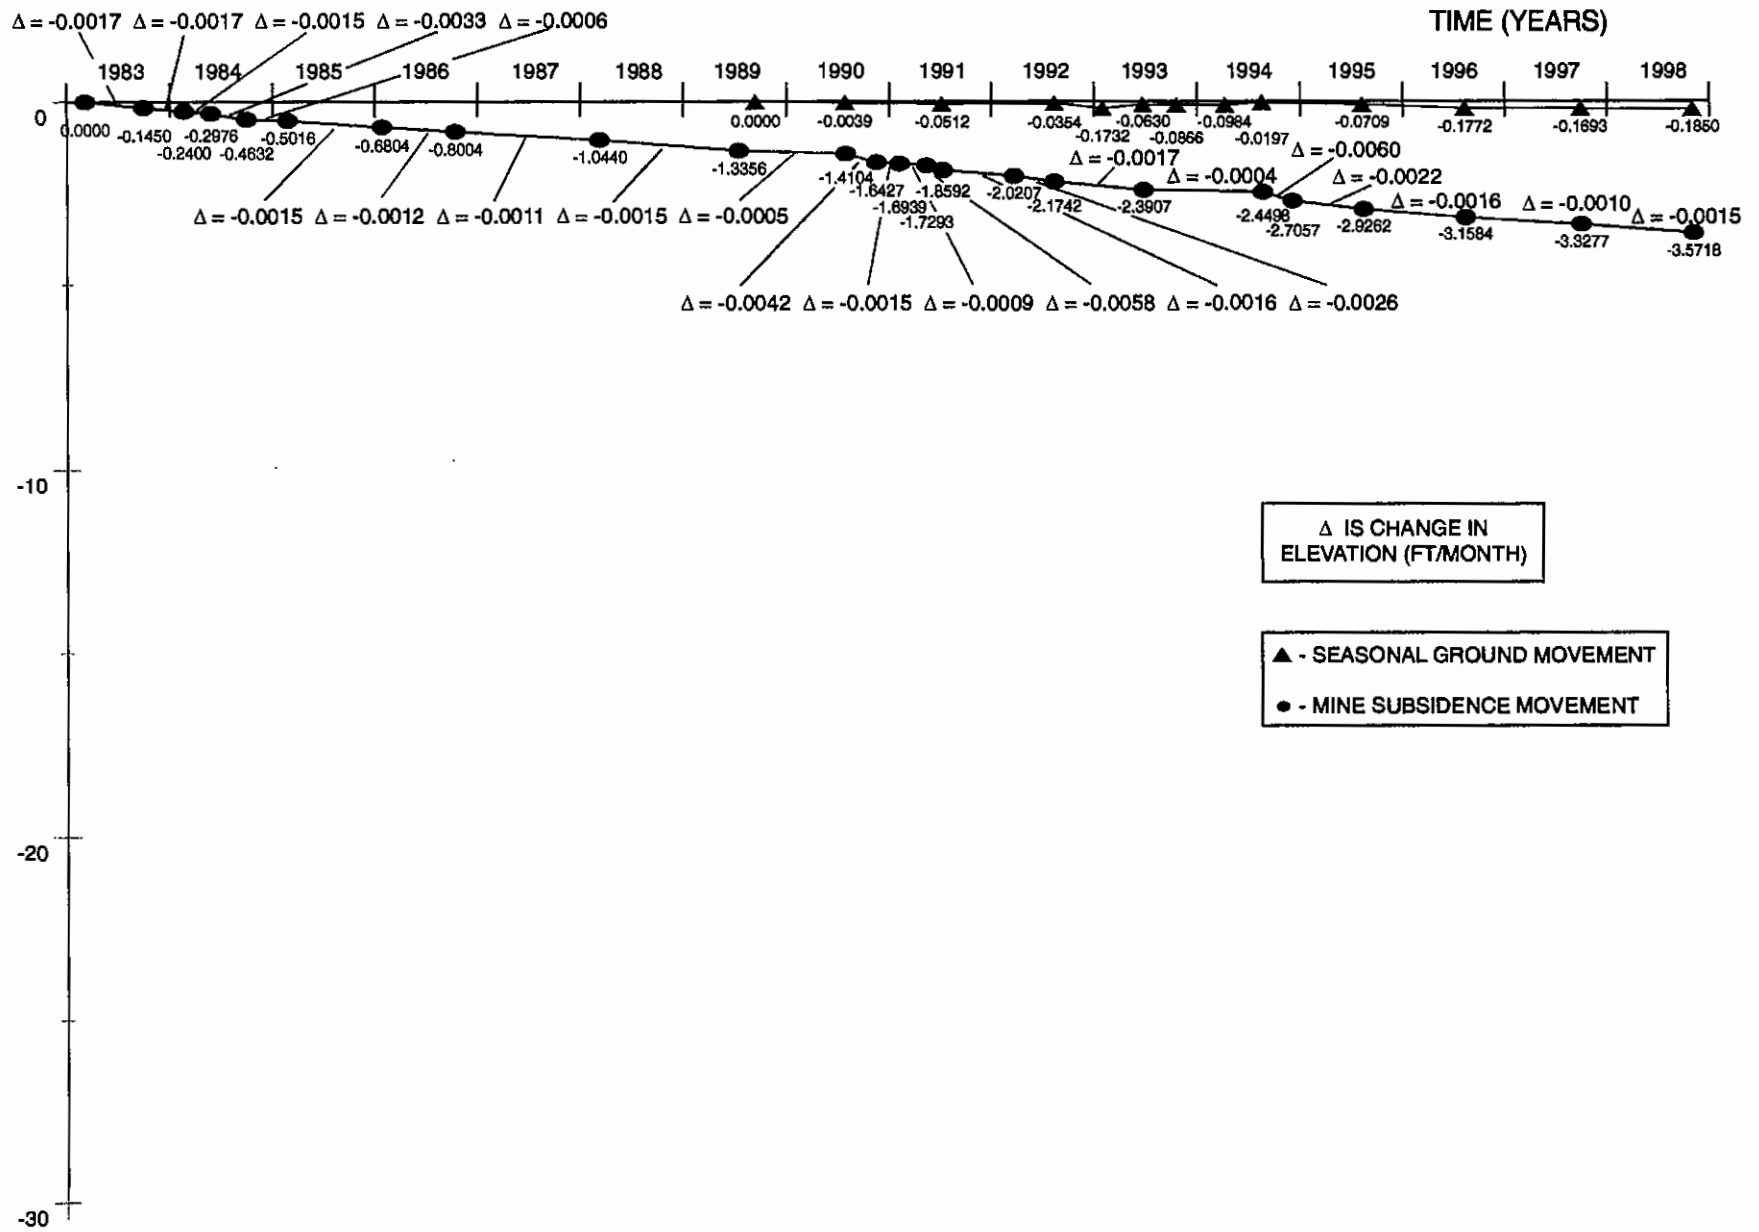 TIME (YEARS)
Δ = -0.0017 Δ = -0.0017 Δ = -0.0015 Δ = -0.0033 Δ = -0.0006
1983 1984 1985 1986 1987 1988 1989 1990 1991 1992 1993 1994 1995 1996 1997 1998
0
0.0000 -0.1450 -0.2976 -0.5016 -0.6804 -0.8004 -1.0440 -1.3356
-0.2400 -0.4632
0.0000 -0.0039 -0.0512 -0.0354 -0.0630 -0.0984 -0.0709 -0.1772 -0.1693 -0.1850
-0.1732 -0.0866 -0.0197
Δ = -0.0017 Δ = -0.0060
Δ = -0.0004 Δ = -0.0022
Δ = -0.0016 Δ = -0.0010 Δ = -0.0015
-1.4104 -1.6427 -1.8592 -2.0207 -2.3907 -2.4498 -2.9262 -3.1584 -3.3277 -3.5718
-1.6939 -2.1742 -2.7057
-1.7293
Δ = -0.0015 Δ = -0.0012 Δ = -0.0011 Δ = -0.0015 Δ = -0.0005
Δ = -0.0042 Δ = -0.0015 Δ = -0.0009 Δ = -0.0058 Δ = -0.0016 Δ = -0.0026
-10
Δ IS CHANGE IN
ELEVATION (FT/MONTH)
▲ - SEASONAL GROUND MOVEMENT
● - MINE SUBSIDENCE MOVEMENT
-20
-30